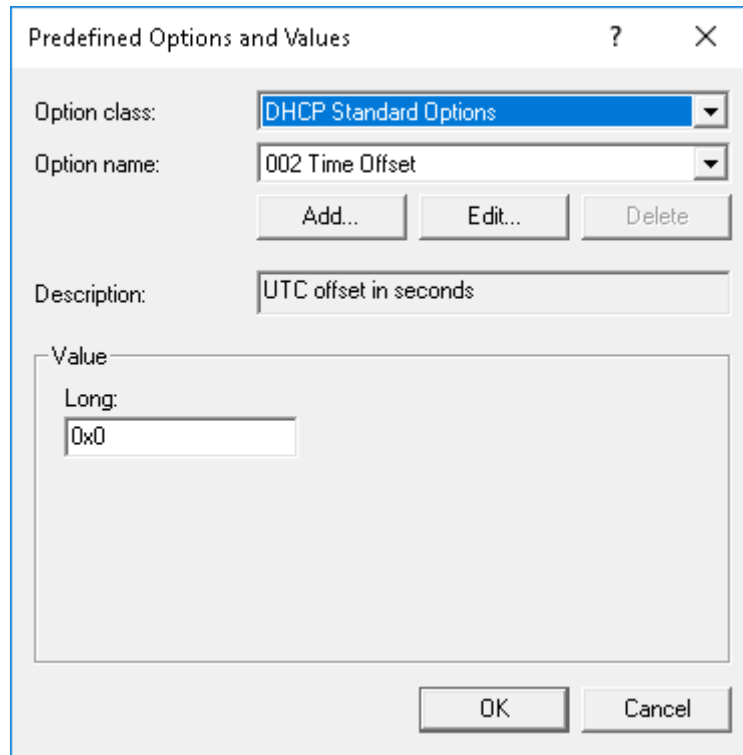 Predefined Options and Values
Option class: DHCP Standard Options
Option name: 002 Time Offset
Add... Edit... Delete
Description: UTC offset in seconds
Value
Long:
0x0
OK Cancel